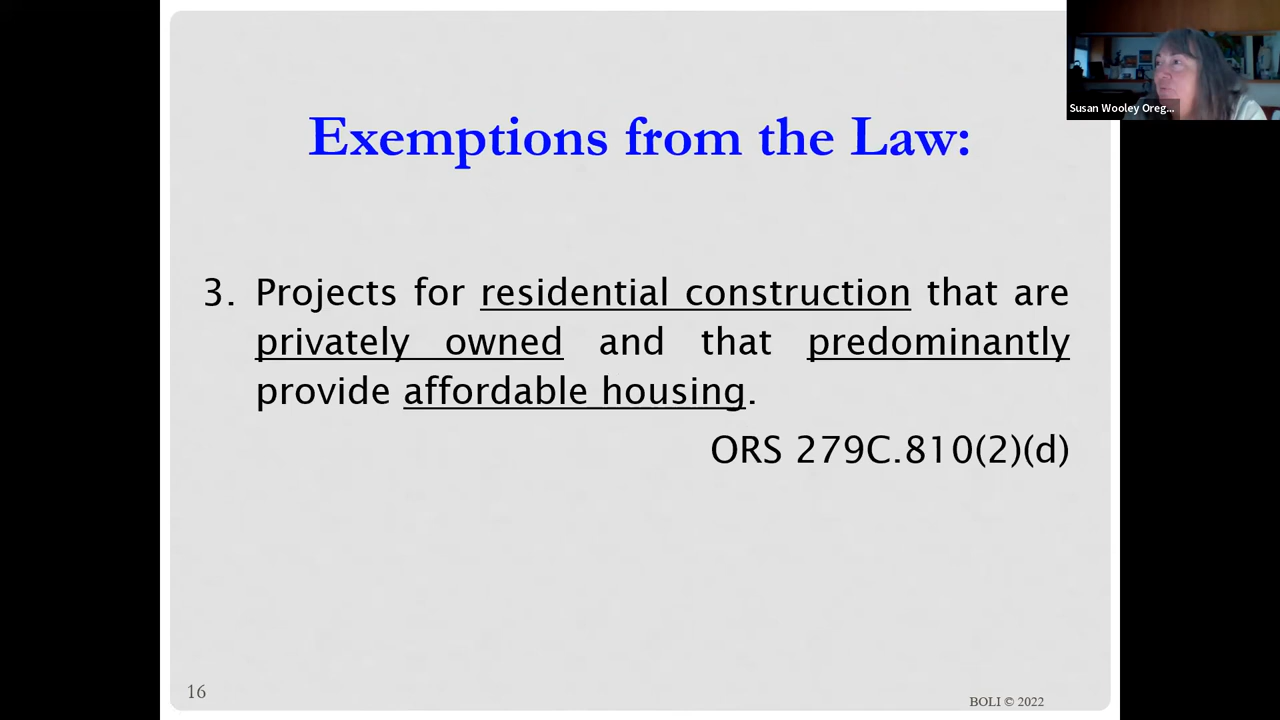 Susan Wooley Oreg...
Exemptions from the Law:
3. Projects for residential construction that are
privately owned and that predominantly
provide affordable housing.
ORS 279C.810(2)(d)
16
BOLI © 2022